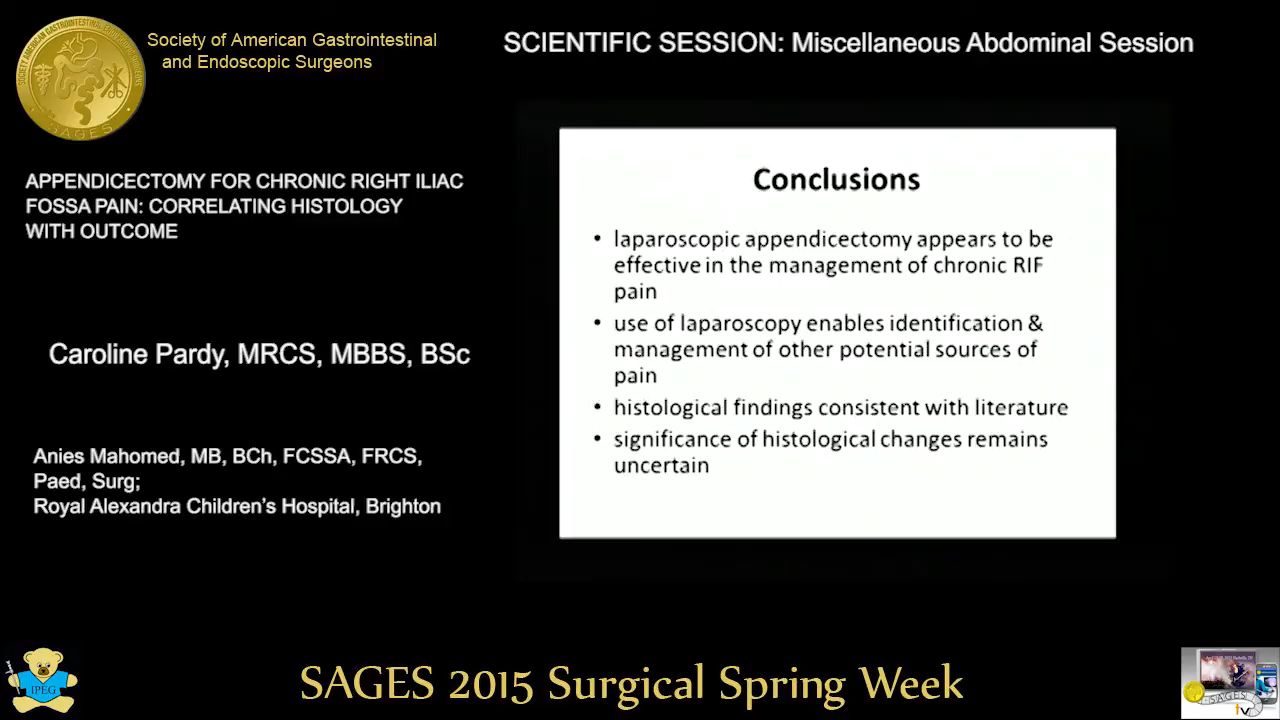 Society of American Gastrointestinal
and Endoscopic Surgeons
SCIENTIFIC SESSION: Miscellaneous Abdominal Session
SAGES
APPENDICECTOMY FOR CHRONIC RIGHT ILIAC
FOSSA PAIN: CORRELATING HISTOLOGY
WITH OUTCOME
Caroline Pardy, MRCS, MBBS, BSc
Anies Mahomed, MB, BCh, FCSSA, FRCS,
Paed, Surg;
Royal Alexandra Children's Hospital, Brighton
Conclusions
• laparoscopic appendicectomy appears to be
effective in the management of chronic RIF
pain
• use of laparoscopy enables identification &
management of other potential sources of
pain
• histological findings consistent with literature
• significance of histological changes remains
uncertain
IPEG
SAGES 2015 Surgical Spring Week
SAGES
tv